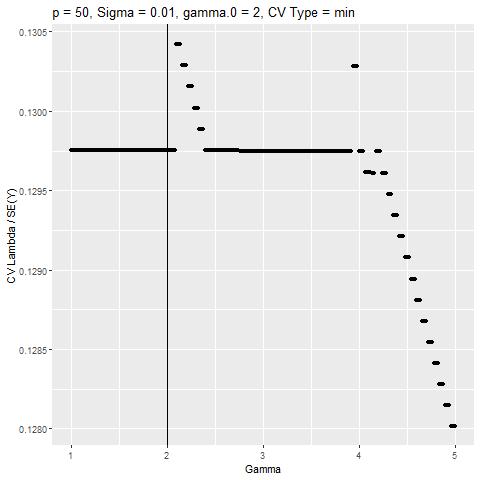 p = 50, Sigma = 0.01, gamma.0 = 2, CV Type = min
CV Lambda / SE(Y)
0.1305
0.1300
0.1295
0.1290
0.1285
0.1280
1 2 3 4 5
Gamma